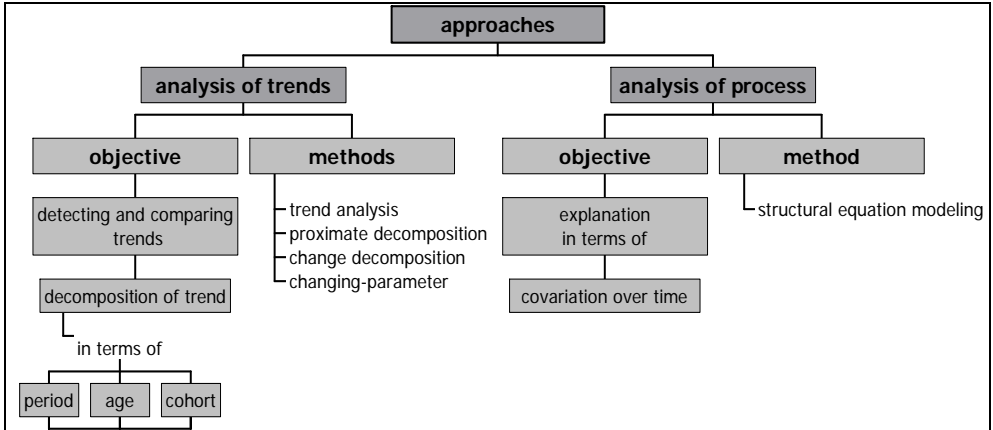 approaches
analysis of trends
analysis of process
objective
methods
objective
method
detecting and comparing
trends
trend analysis
proximate decomposition
change decomposition
changing-parameter
explanation
in terms of
structural equation modeling
decomposition of trend
covariation over time
in terms of
period
age
cohort